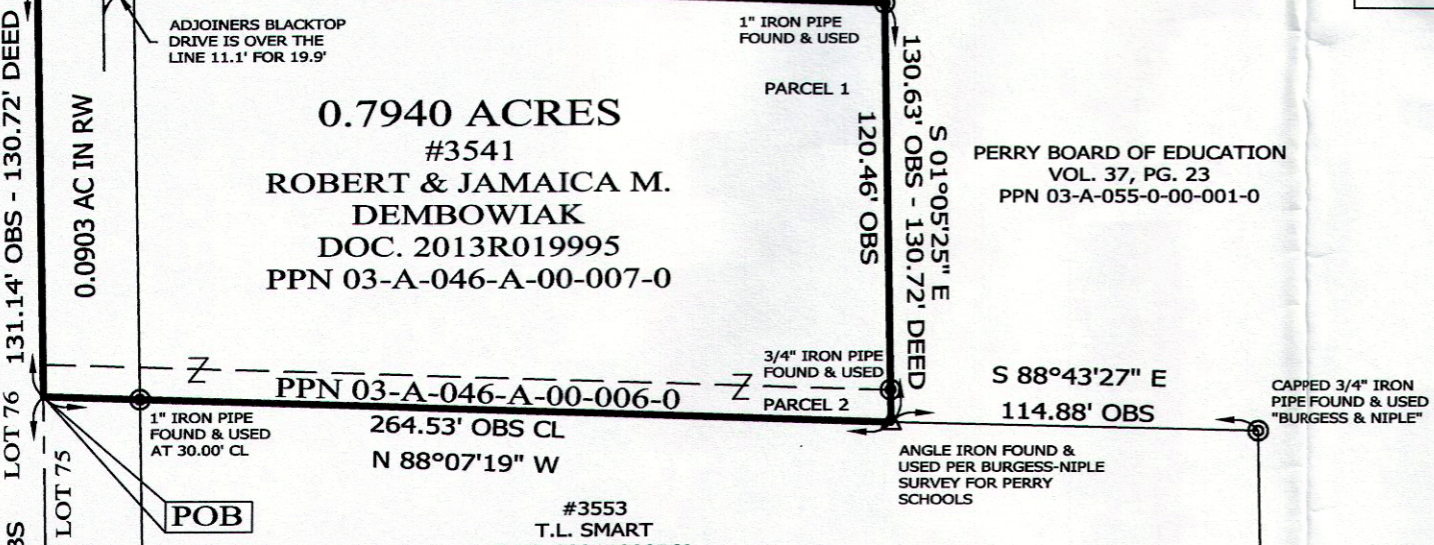 ADJOINERS BLACKTOP
DRIVE IS OVER THE
LINE 11.1' FOR 19.9'
1" IRON PIPE
FOUND & USED
PARCEL 1
131.14' OBS - 130.72' DEED
0.0903 AC IN RW
0.7940 ACRES
#3541
ROBERT & JAMAICA M.
DEMBOWIAK
DOC. 2013R019995
PPN 03-A-046-A-00-007-0
120.46' OBS
130.63' OBS - 130.72' DEED
S 01°05'25" E
PERRY BOARD OF EDUCATION
VOL. 37, PG. 23
PPN 03-A-055-0-00-001-0
3/4" IRON PIPE
FOUND & USED
Z
Z
PPN 03-A-046-A-00-006-0
PARCEL 2
S 88°43'27" E
114.88' OBS
CAPPED 3/4" IRON
PIPE FOUND & USED
"BURGESS & NIPLE"
1" IRON PIPE
FOUND & USED
AT 30.00' CL
264.53' OBS CL
N 88°07'19" W
ANGLE IRON FOUND &
USED PER BURGESS-NIPLE
SURVEY FOR PERRY
SCHOOLS
LOT 76
LOT 75
POB
#3553
T.L. SMART